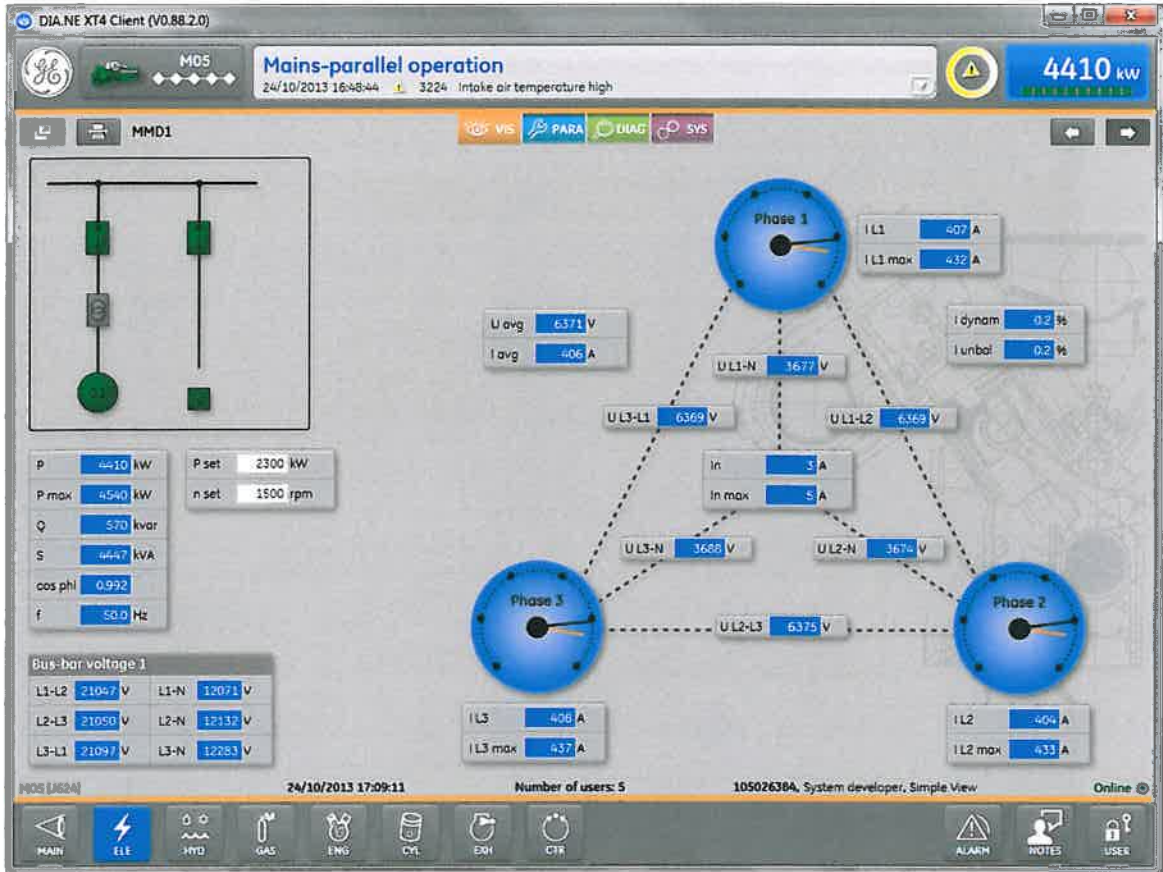 DIA.NE XT4 Client (V0.88.2.0)
M05
Mains-parallel operation
24/10/2013 16:48:44 3224 Intake air temperature high
4410 kW
MMD1
VIS PARA DIAG SYS
Phase 1
I L1 407 A
I L1 max 432 A
U avg 6371 V
I avg 406 A
I dynam 0.2 %
I unbal 0.2 %
U L1-N 3677 V
U L3-L1 6369 V
U L1-L2 6369 V
In 3 A
In max 5 A
U L3-N 3688 V
U L2-N 3674 V
P 4410 kW
P max 4540 kW
Q 570 kvar
S 4447 kVA
cos phi 0.992
f 50.0 Hz
P set 2300 kW
n set 1500 rpm
Phase 3
Phase 2
U L2-L3 6375 V
Bus-bar voltage 1
L1-L2 21047 V L1-N 12071 V
L2-L3 21050 V L2-N 12132 V
L3-L1 21097 V L3-N 12283 V
I L3 406 A
I L3 max 437 A
I L2 404 A
I L2 max 433 A
M05 [J624] 24/10/2013 17:09:11 Number of users: 5 105026384, System developer, Simple View Online
MAIN ELE HYD GAS ENG CYL EXH CTR ALARM NOTES USER